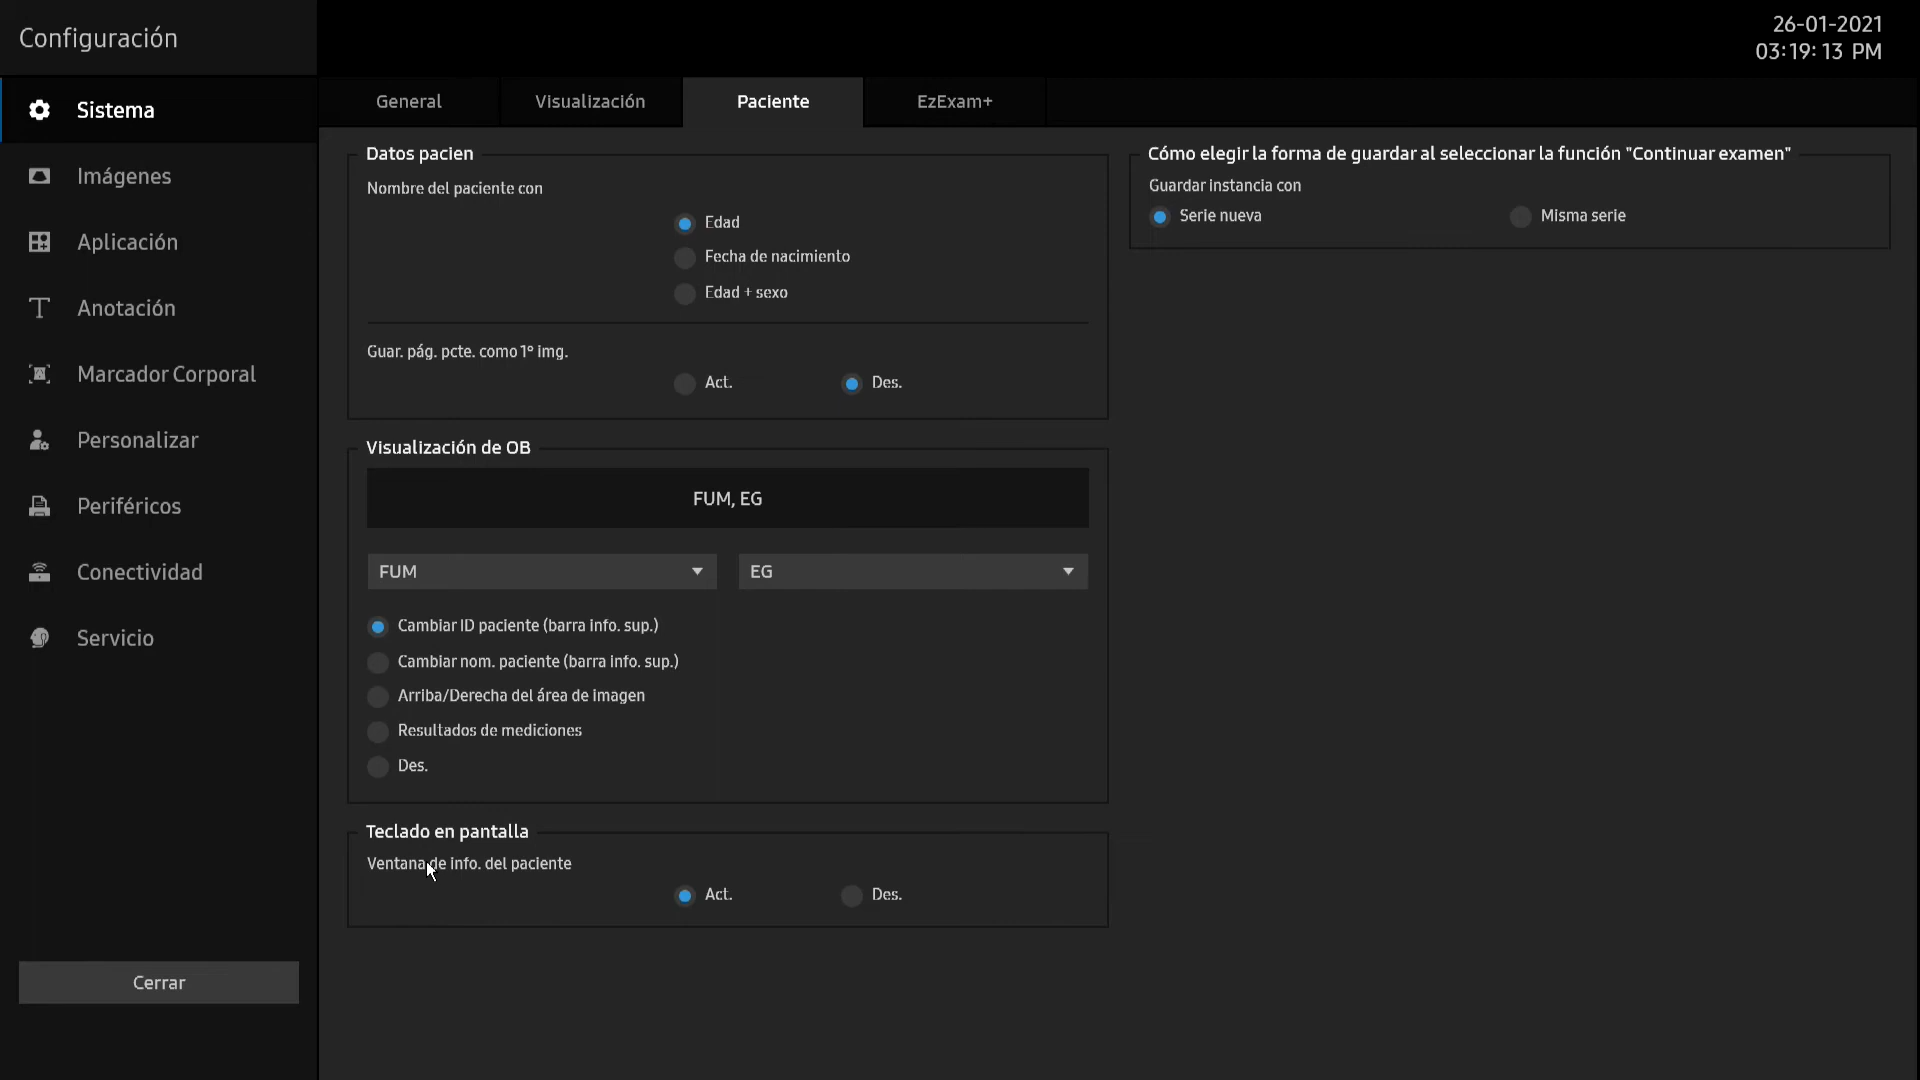 Configuración
26-01-2021
03:19:13 PM
Sistema
Imágenes
Aplicación
Anotación
Marcador Corporal
Personalizar
Periféricos
Conectividad
Servicio
Cerrar
General
Visualización
Paciente
EzExam+
Datos pacien
Nombre del paciente con
Edad
Fecha de nacimiento
Edad + sexo
Guar. pág. pcte. como 1º img.
Act.
Des.
Visualización de OB
FUM, EG
FUM
EG
Cambiar ID paciente (barra info. sup.)
Cambiar nom. paciente (barra info. sup.)
Arriba/Derecha del área de imagen
Resultados de mediciones
Des.
Teclado en pantalla
Ventana de info. del paciente
Act.
Des.
Cómo elegir la forma de guardar al seleccionar la función "Continuar examen"
Guardar instancia con
Serie nueva
Misma serie